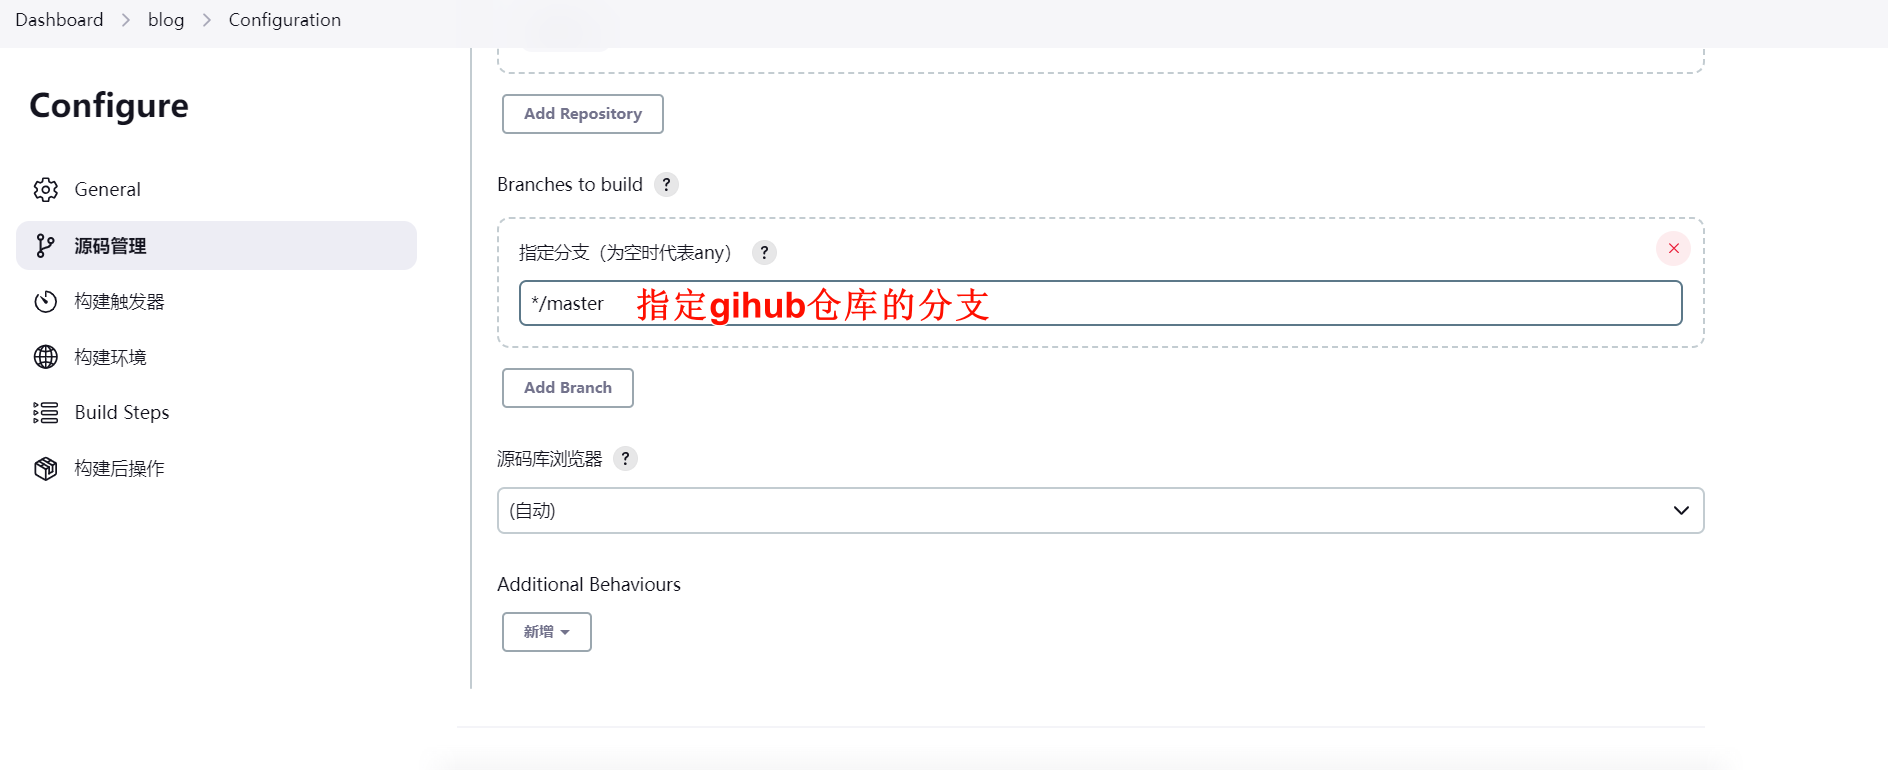 Dashboard > blog > Configuration
Configure
General
源码管理
构建触发器
构建环境
Build Steps
构建后操作
Add Repository
Branches to build ?
指定分支（为空时代表any） ?
*/master 指定gihub仓库的分支
Add Branch
源码库浏览器 ?
(自动)
Additional Behaviours
新增